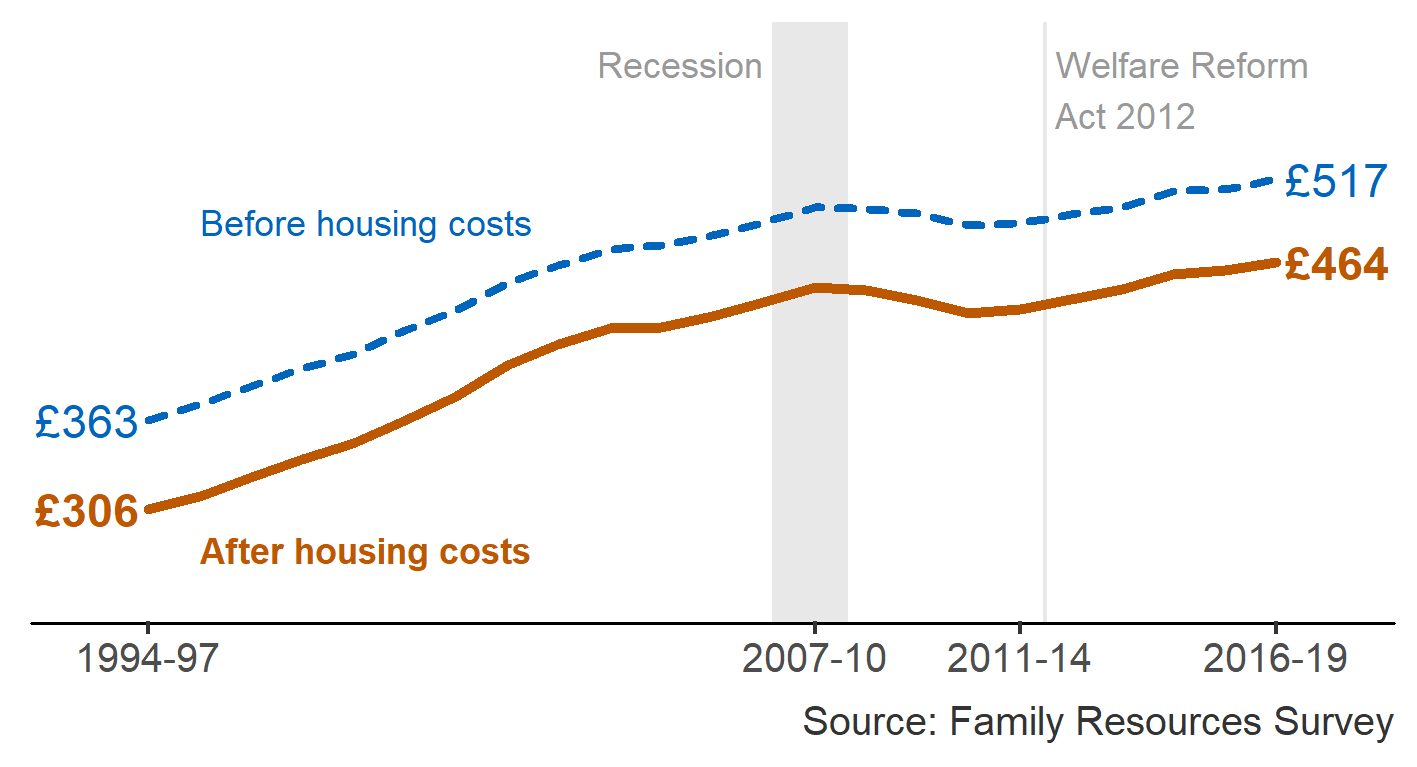 Recession
Welfare Reform
Act 2012
£517
Before housing costs
£464
£363
£306
After housing costs
1994-97
2007-10
2011-14
2016-19
Source: Family Resources Survey